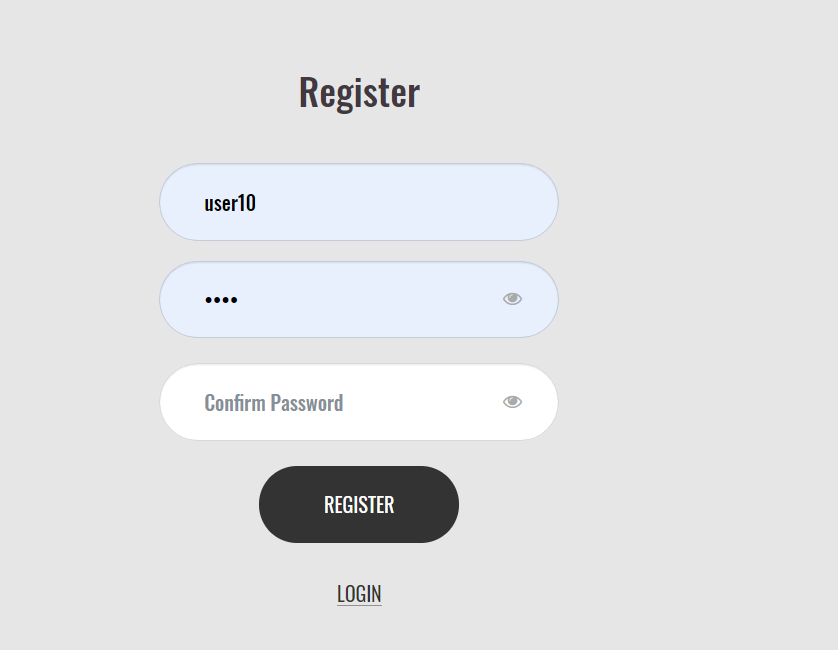 Register
user10
••••
Confirm Password
REGISTER
LOGIN